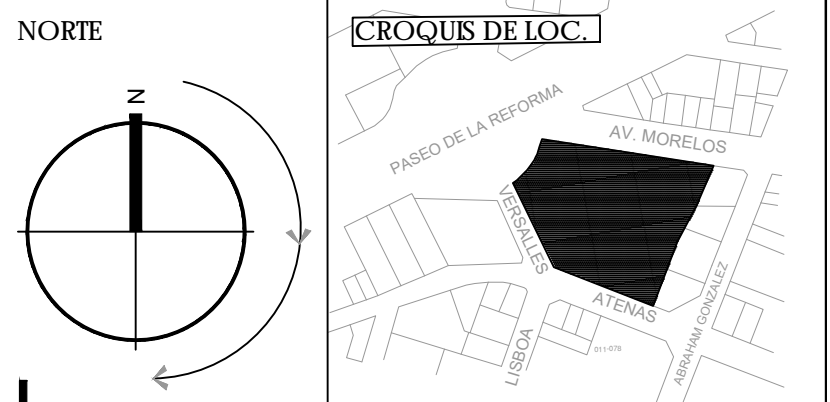 NORTE
N
CROQUIS DE LOC.
PASEO DE LA REFORMA
AV. MORELOS
VERSALLES
ATENAS
LISBOA
ABRAHAM GONZALEZ
011-078